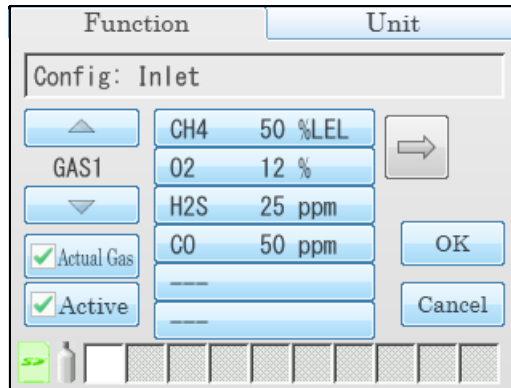 Function Unit
Config: Inlet
CH4 50 %LEL
GAS1 O2 12 %
H2S 25 ppm
Actual Gas CO 50 ppm OK
Active --- Cancel
---